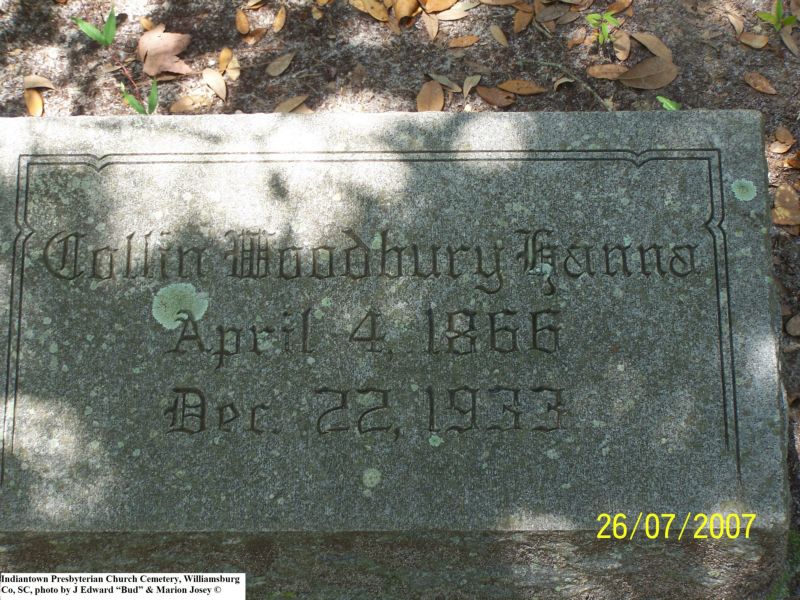 Collin Woodbury Hanna
April 4, 1866
Dec. 22, 1933
26/07/2007
Indiantown Presbyterian Church Cemetery, Williamsburg
Co, SC, photo by J Edward “Bud” & Marion Josey ©